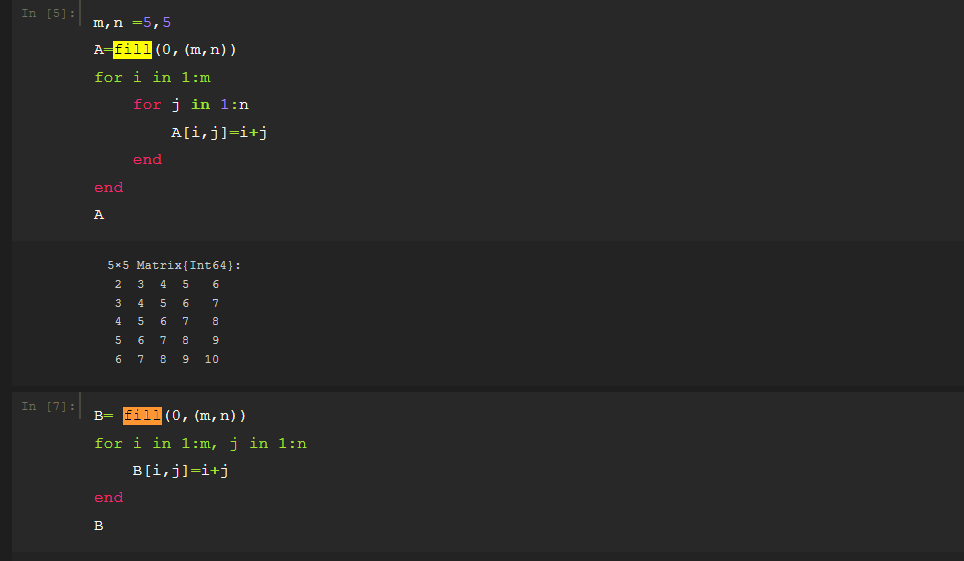 In [5]:
m,n =5,5
A=fill(0,(m,n))
for i in 1:m
    for j in 1:n
        A[i,j]=i+j
    end
end
A
5×5 Matrix{Int64}:
 2  3  4  5   6
 3  4  5  6   7
 4  5  6  7   8
 5  6  7  8   9
 6  7  8  9  10
In [7]:
B= fill(0,(m,n))
for i in 1:m, j in 1:n
    B[i,j]=i+j
end
B